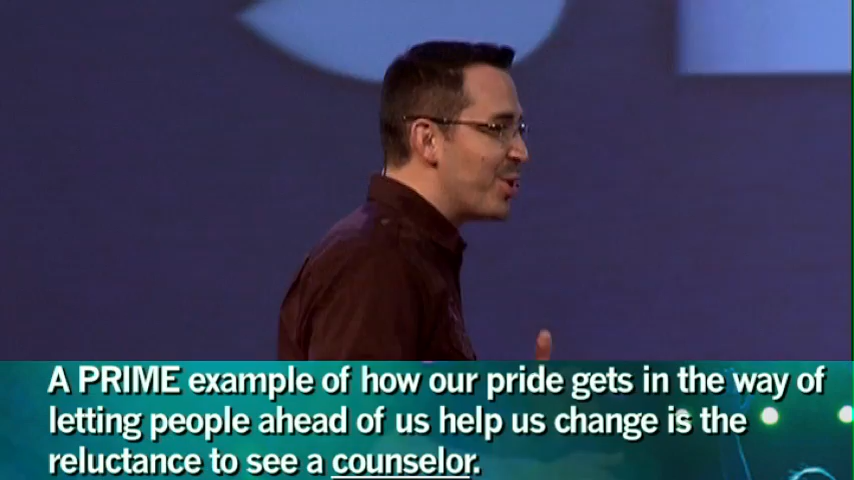 A PRIME example of how our pride gets in the way of
letting people ahead of us help us change is the
reluctance to see a counselor.